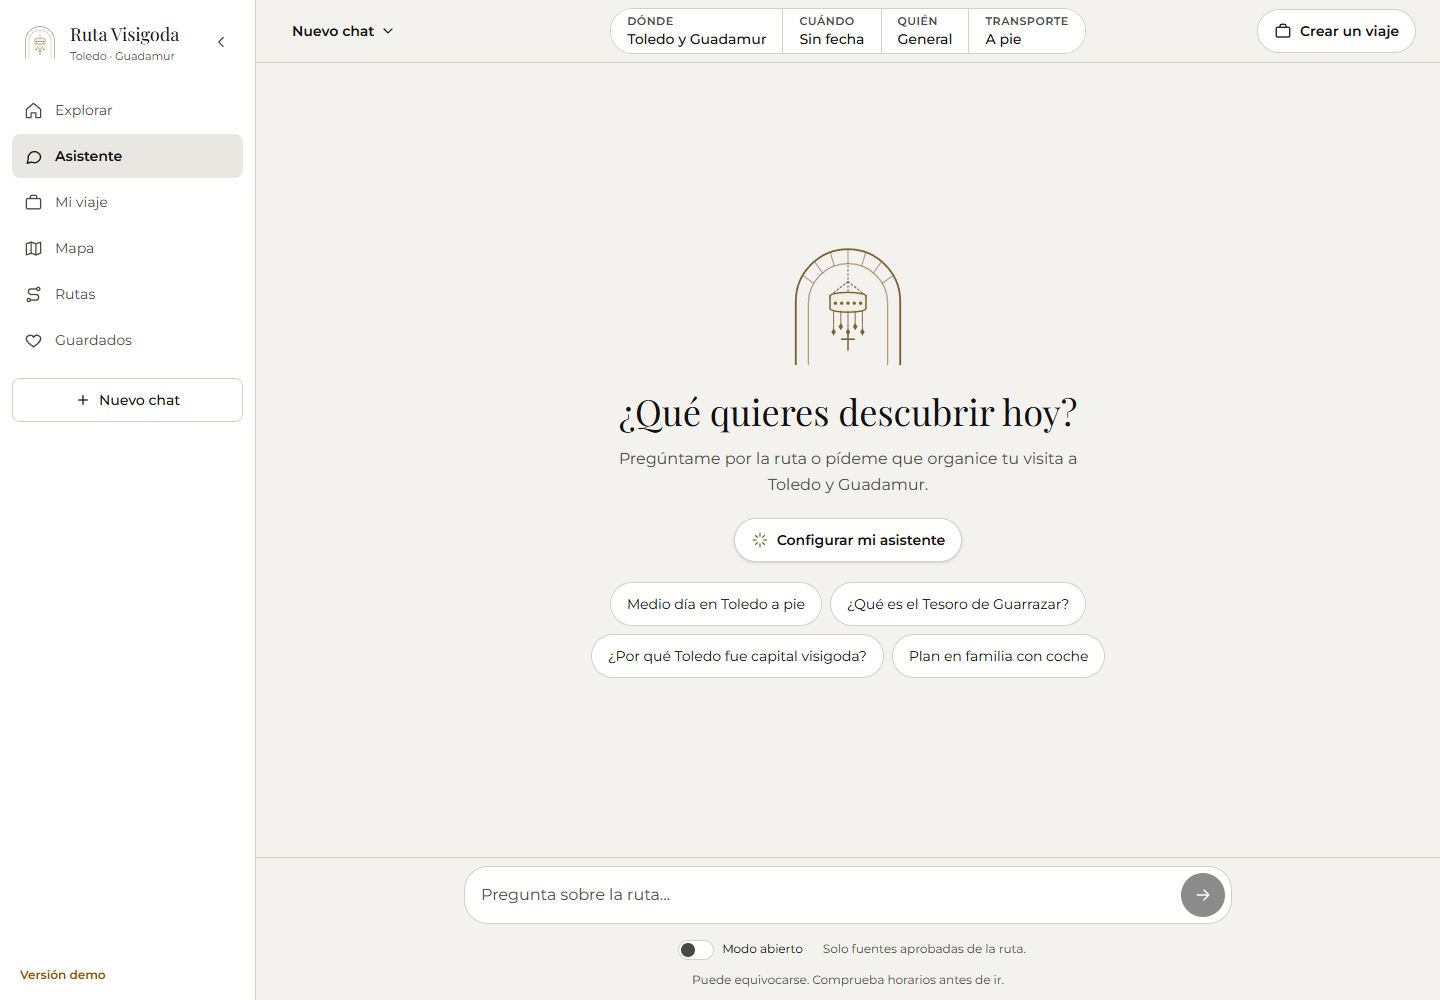 Ruta Visigoda
Toledo · Guadamur
Explorar
Asistente
Mi viaje
Mapa
Rutas
Guardados
Nuevo chat
Versión demo
Nuevo chat
DÓNDE
Toledo y Guadamur
CUÁNDO
Sin fecha
QUIÉN
General
TRANSPORTE
A pie
Crear un viaje
¿Qué quieres descubrir hoy?
Pregúntame por la ruta o pídeme que organice tu visita a
Toledo y Guadamur.
Configurar mi asistente
Medio día en Toledo a pie
¿Qué es el Tesoro de Guarrazar?
¿Por qué Toledo fue capital visigoda?
Plan en familia con coche
Pregunta sobre la ruta...
Modo abierto
Solo fuentes aprobadas de la ruta.
Puede equivocarse. Comprueba horarios antes de ir.